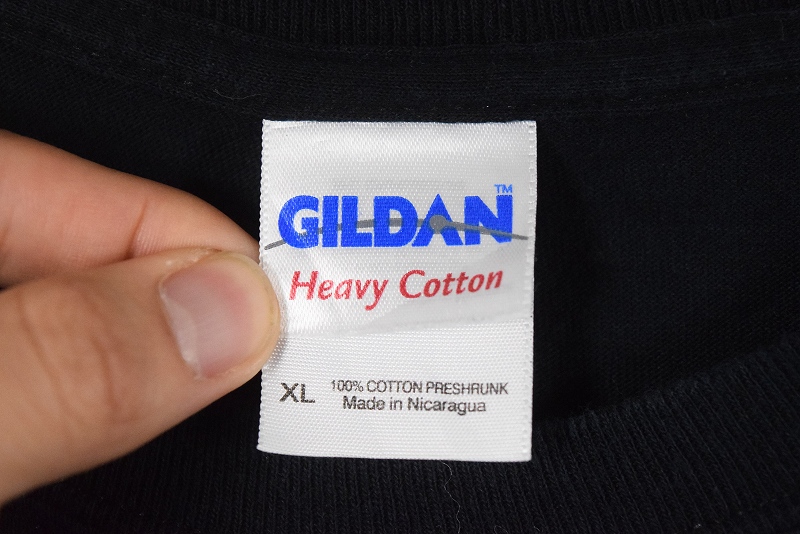 GILDAN™
Heavy Cotton
XL 100% COTTON PRESHRUNK
Made in Nicaragua